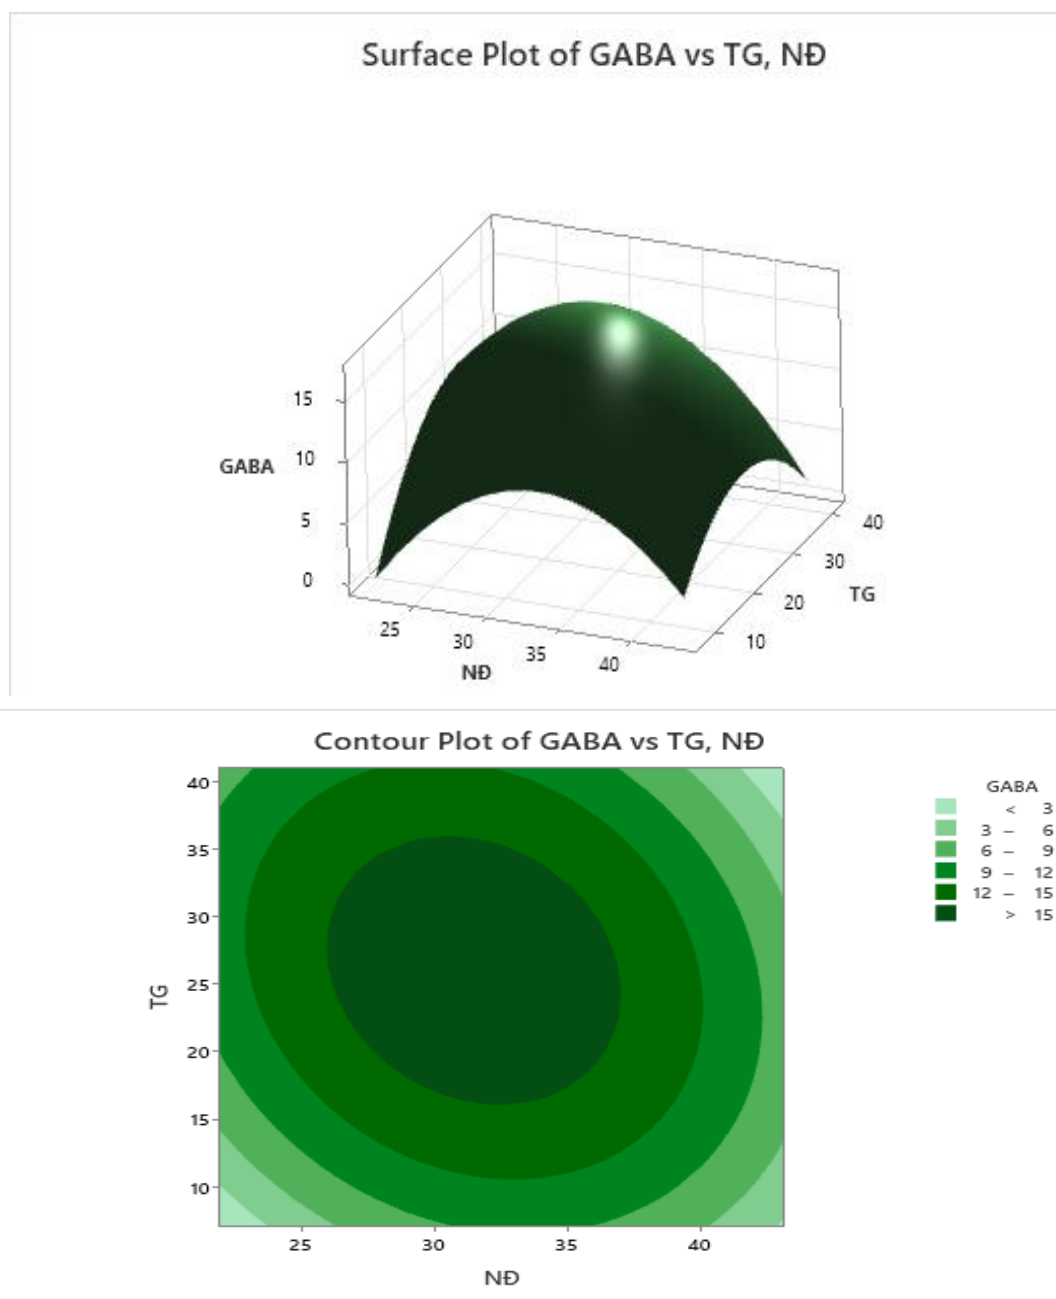 Surface Plot of GABA vs TG, NĐ
15
10
5
0
GABA
25
30
35
40
NĐ
10
20
30
40
TG
Contour Plot of GABA vs TG, NĐ
40
35
30
25
20
15
10
TG
25
30
35
40
NĐ
GABA
< 3
3 – 6
6 – 9
9 – 12
12 – 15
> 15